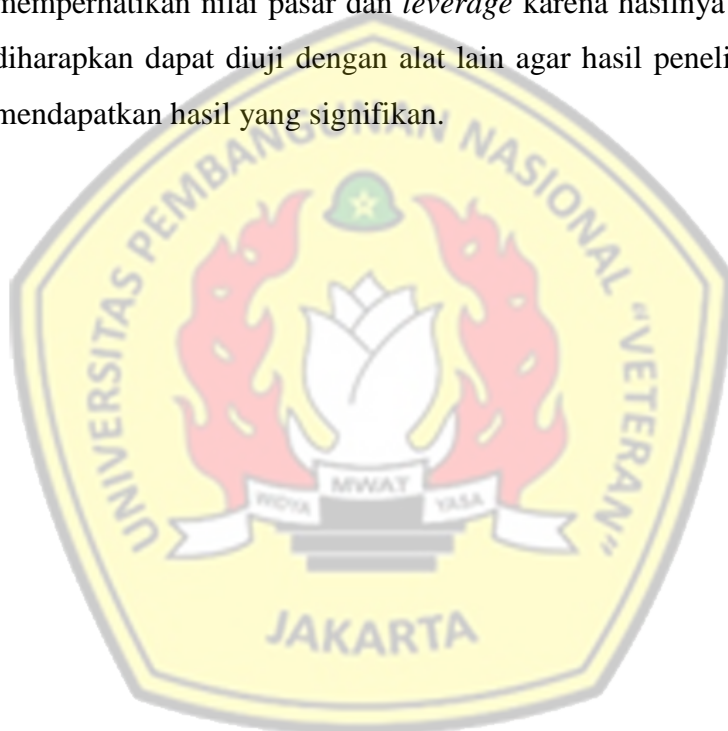 memperhatikan nilai pasar dan leverage karena hasilnya
diharapkan dapat diuji dengan alat lain agar hasil peneli
mendapatkan hasil yang signifikan.
UNIVERSITAS PEMBANGUNAN NASIONAL "VETERAN"
WIDYA MWAT YASA
JAKARTA